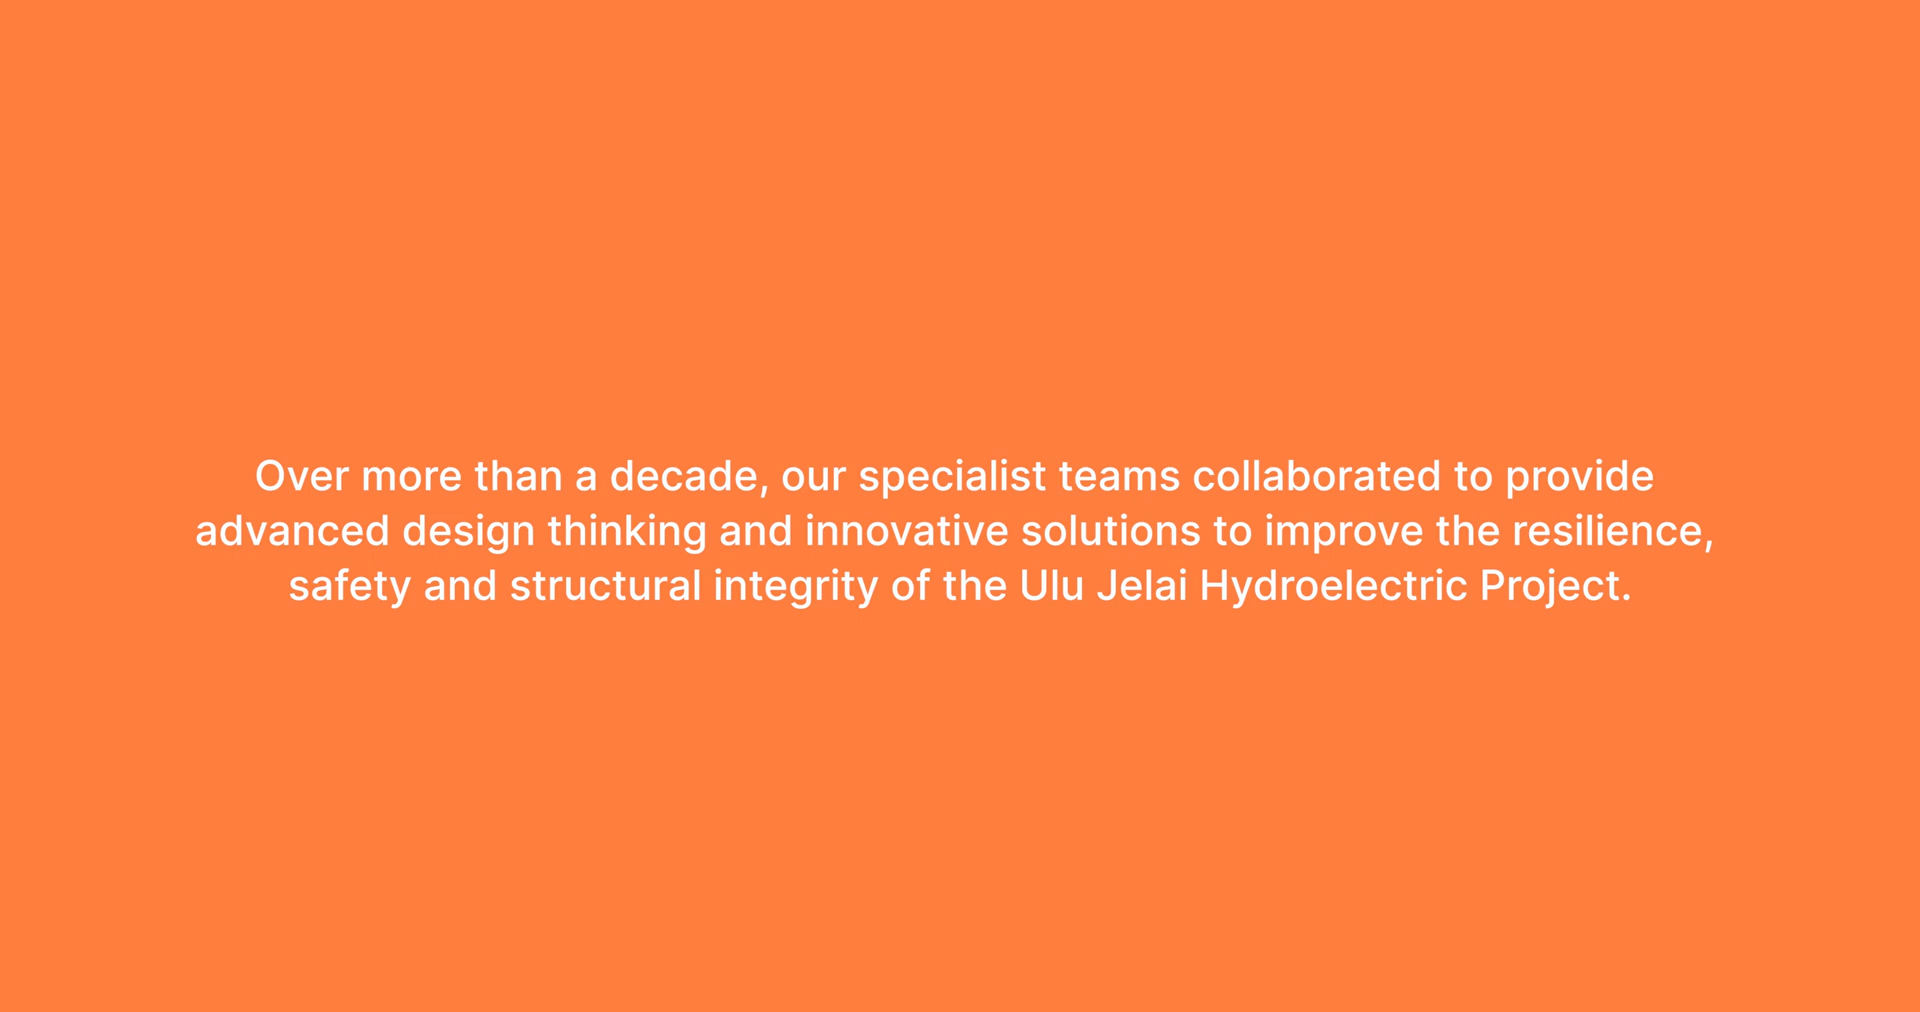 Over more than a decade, our specialist teams collaborated to provide
advanced design thinking and innovative solutions to improve the resilience,
safety and structural integrity of the Ulu Jelai Hydroelectric Project.